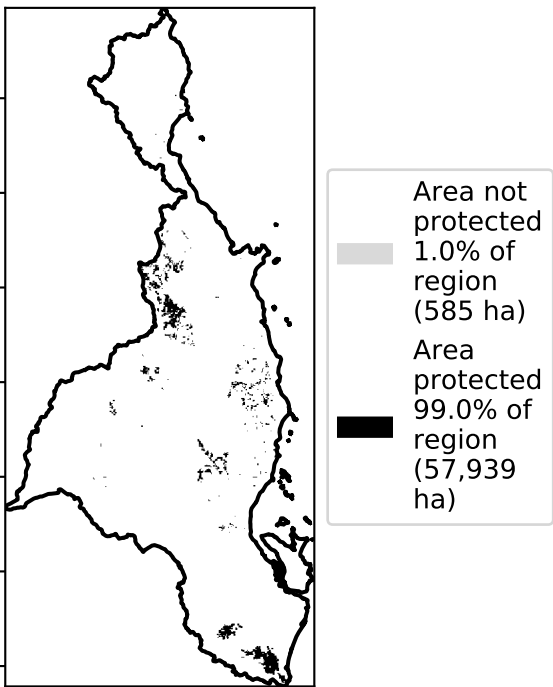 Area not
protected
1.0% of
region
(585 ha)
Area
protected
99.0% of
region
(57,939
ha)